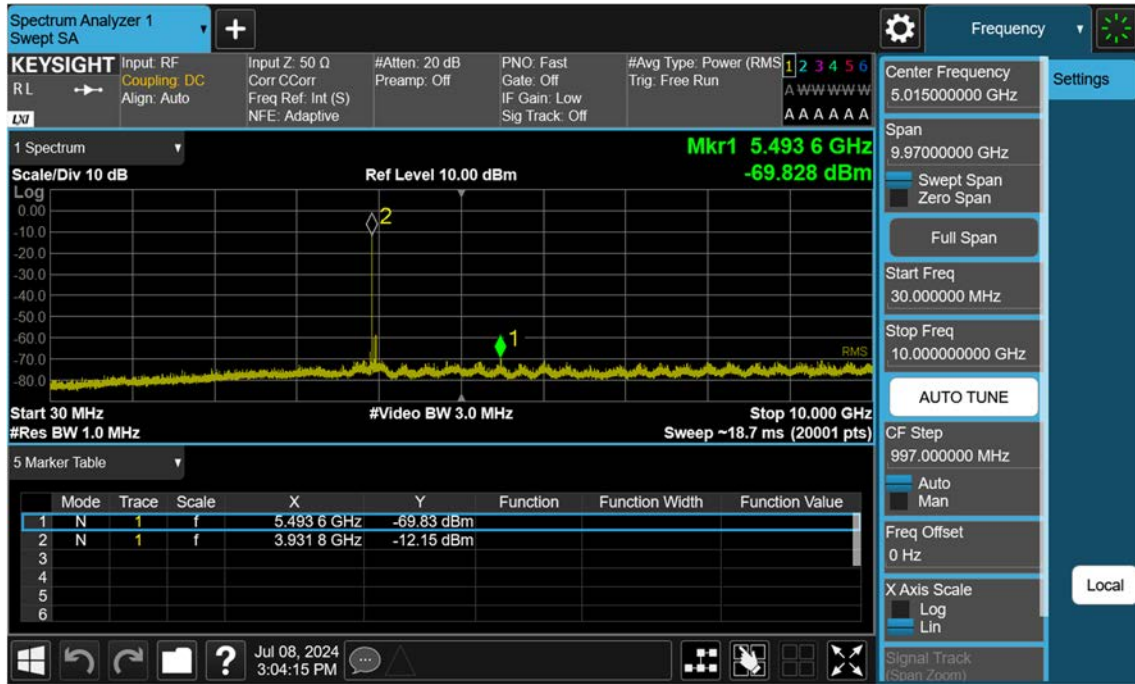 Spectrum Analyzer 1
Swept SA
Frequency
KEYSIGHT
RL
LXI
Input: RF
Coupling: DC
Align: Auto
Input Z: 50 Ω
Corr CCorr
Freq Ref: Int (S)
NFE: Adaptive
#Atten: 20 dB
Preamp: Off
PNO: Fast
Gate: Off
IF Gain: Low
Sig Track: Off
#Avg Type: Power (RMS
Trig: Free Run
1 2 3 4 5 6
A W W W W W
A A A A A A
1 Spectrum
Scale/Div 10 dB
Ref Level 10.00 dBm
Mkr1 5.493 6 GHz
-69.828 dBm
Log
0.00
-10.0
-20.0
-30.0
-40.0
-50.0
-60.0
-70.0
-80.0
2
1
RMS
Start 30 MHz
#Video BW 3.0 MHz
Stop 10.000 GHz
#Res BW 1.0 MHz
Sweep ~18.7 ms (20001 pts)
5 Marker Table
Mode Trace Scale X Y Function Function Width Function Value
1 N 1 f 5.493 6 GHz -69.83 dBm
2 N 1 f 3.931 8 GHz -12.15 dBm
3
4
5
6
Jul 08, 2024
3:04:15 PM
Center Frequency
5.015000000 GHz
Span
9.97000000 GHz
Swept Span
Zero Span
Full Span
Start Freq
30.000000 MHz
Stop Freq
10.000000000 GHz
AUTO TUNE
CF Step
997.000000 MHz
Auto
Man
Freq Offset
0 Hz
X Axis Scale
Log
Lin
Signal Track
(Span Zoom)
Settings
Local